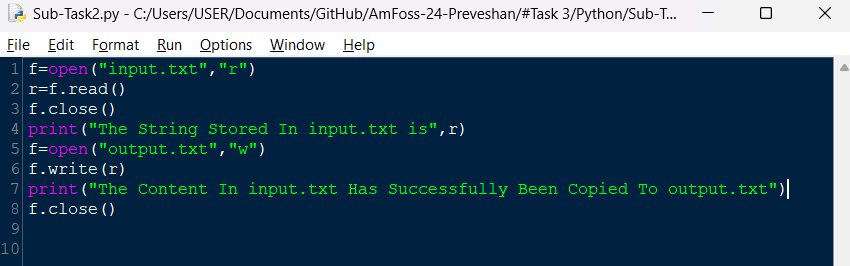 Sub-Task2.py - C:/Users/USER/Documents/GitHub/AmFoss-24-Preveshan/#Task 3/Python/Sub-T...
File Edit Format Run Options Window Help
1 f=open("input.txt","r")
2 r=f.read()
3 f.close()
4 print("The String Stored In input.txt is",r)
5 f=open("output.txt","w")
6 f.write(r)
7 print("The Content In input.txt Has Successfully Been Copied To output.txt")
8 f.close()
9
10